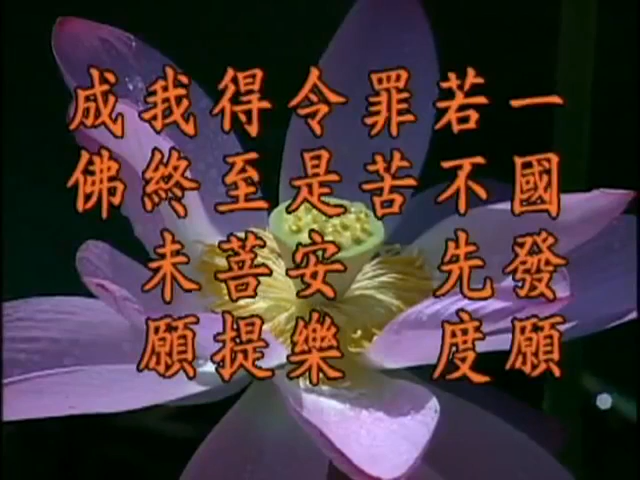 一國發願
若不先度
罪苦
令是安樂
得至菩提
我終未願
成佛